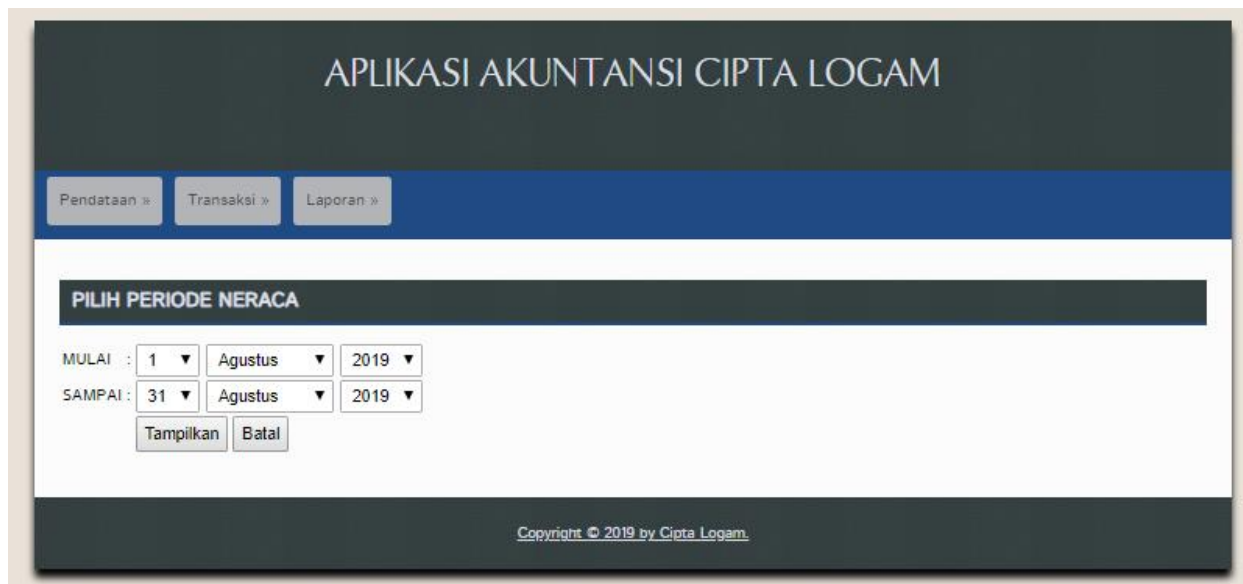 APLIKASI AKUNTANSI CIPTA LOGAM
Pendataan » Transaksi » Laporan »
PILIH PERIODE NERACA
MULAI : 1 ▼ Agustus ▼ 2019 ▼
SAMPAI : 31 ▼ Agustus ▼ 2019 ▼
Tampilkan Batal
Copyright © 2019 by Cipta Logam.